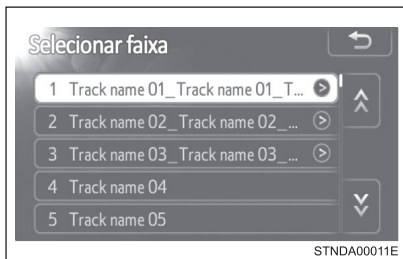 Selecionar faixa
1 Track name 01_Track name 01_T...
2 Track name 02_Track name 02_...
3 Track name 03_Track name 03_...
4 Track name 04
5 Track name 05
STNDA00011E